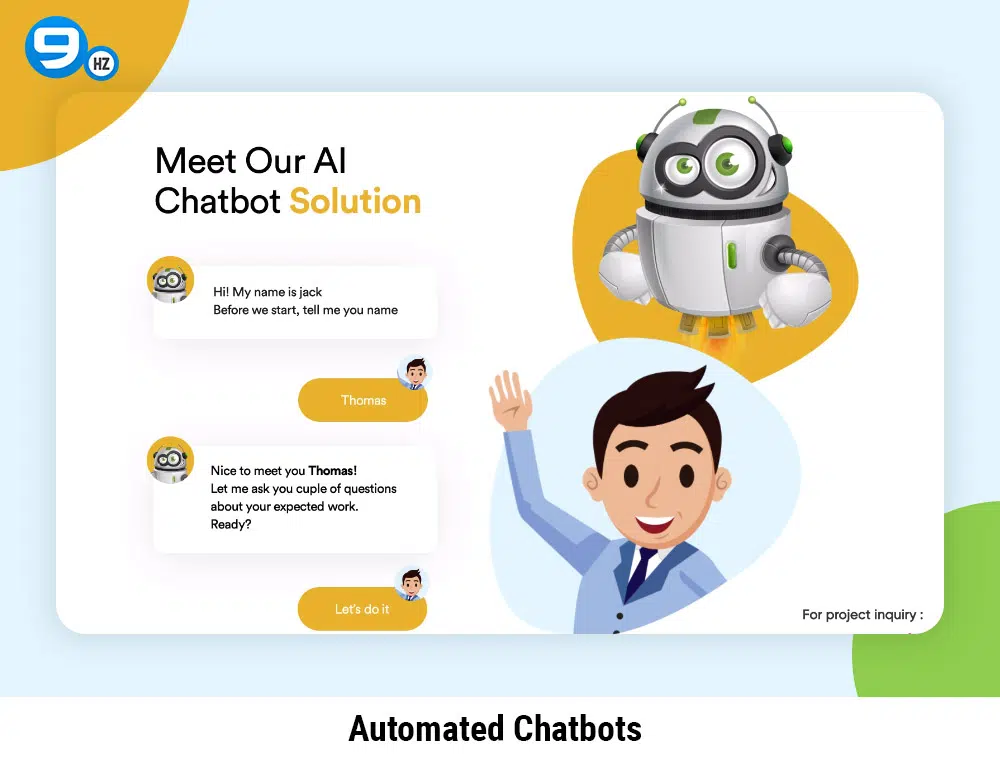 9
HZ
Meet Our AI
Chatbot Solution
Hi! My name is jack
Before we start, tell me you name
Thomas
Nice to meet you Thomas!
Let me ask you cuple of questions
about your expected work.
Ready?
Let's do it
For project inquiry :
Automated Chatbots